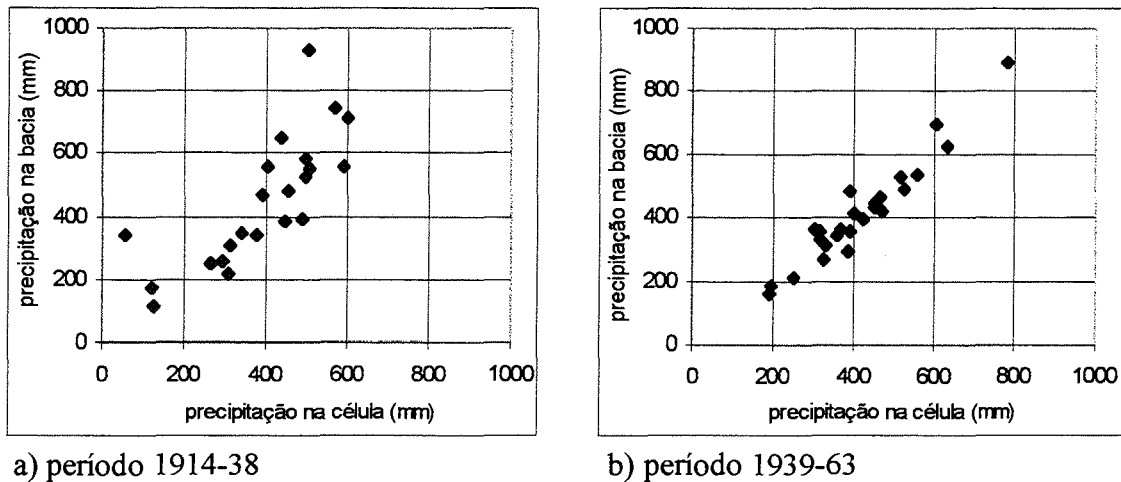 1000
800
600
400
200
0
precipitação na bacia (mm)
0 200 400 600 800 1000
precipitação na célula (mm)
a) período 1914-38
1000
800
600
400
200
0
precipitação na bacia (mm)
0 200 400 600 800 1000
precipitação na célula (mm)
b) período 1939-63